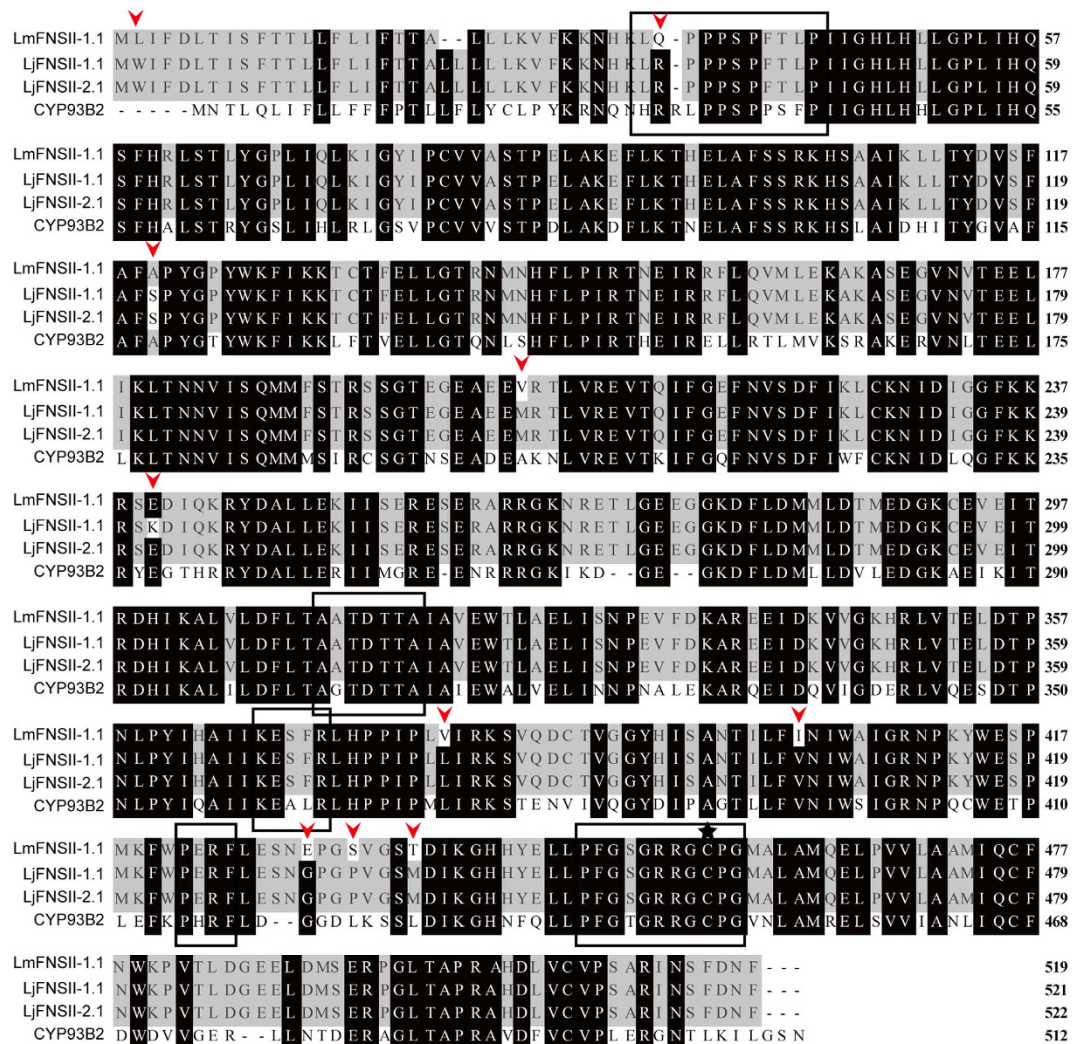 LmFNSII-1.1 MLIFDLTISFTTLLFLIFTTA--LLLLKVFKKNHKLQ-PPPSPFTLPIIGHLHLLGPLIHQ 57
LjFNSII-1.1 MWIFDLTISFTTLLFLIFTTALLLLLLKVFKKNHKLR-PPPSPFTLPIIGHLHHLGPLIHQ 59
LjFNSII-2.1 MWIFDLTISFTTLLFLIFTTALLLLLLKVFKKNHKLR-PPPSPFTLPIIGHLHHLGPLIHQ 59
CYP93B2 -----MNTLQLIFLLFFFPTLLFLYCLPYKRNQNHRRLPPSPPSFPIIGHLHHLGPLIHQ 55
LmFNSII-1.1 SFHRLSTLYGPLIQLKIGYIPCVVASTPELAKEFLKTHELAFSSRKHSAAIKLLTYDVSF 117
LjFNSII-1.1 SFHRLSTLYGPLIQLKIGYIPCVVASTPELAKEFLKTHELAFSSRKHSAAIKLLTYDVSF 119
LjFNSII-2.1 SFHRLSTLYGPLIQLKIGYIPCVVASTPELAKEFLKTHELAFSSRKHSAAIKLLTYDVSF 119
CYP93B2 SFHALSTRYGSLIHLRLGSVPCVVVSTPDLAKDFLKTNELAFSSRKHSLAIDHITYGVAF 115
LmFNSII-1.1 AFAPYGPYWKFIKKTCTFELLGTRNMNHFLPIRTNEIRRFLQVMLEKAKASEGVNVTEEL 177
LjFNSII-1.1 AFSPYGPYWKFIKKTCTFELLGTRNMNHFLPIRTNEIRRFLQVMLEKAKASEGVNVTEEL 179
LjFNSII-2.1 AFSPYGPYWKFIKKTCTFELLGTRNMNHFLPIRTNEIRRFLQVMLEKAKASEGVNVTEEL 179
CYP93B2 AFAPYGTYWKFIKKLFTVELLGTQNLSHFLPIRTHEIRELLRTLMVKSRAKERVNLTEEL 175
LmFNSII-1.1 IKLTNNVISQMMFSTRSSGTEGEAEEVRTLVREVTQIFGEFNVSDFIKLCKNIDIGGFKK 237
LjFNSII-1.1 IKLTNNVISQMMFSTRSSGTEGEAEEMRTLVREVTQIFGEFNVSDFIKLCKNIDIGGFKK 239
LjFNSII-2.1 IKLTNNVISQMMFSTRSSGTEGEAEEMRTLVREVTQIFGEFNVSDFIKLCKNIDIGGFKK 239
CYP93B2 LKLTNNVISQMMMSIRCSGTNSEADEAKNLVREVTKIFGQFNVSDFIWFCKNIDLQGFKK 235
LmFNSII-1.1 RSEDIQKRYDALLEKIISERESERARRGKNRETLGEEGGKDFLDMMLDTMEDGKCEVEIT 297
LjFNSII-1.1 RSKDIQKRYDALLEKIISERESERARRGKNRETLGEEGGKDFLDMMLDTMEDGKCEVEIT 299
LjFNSII-2.1 RSEDIQKRYDALLEKIISERESERARRGKNRETLGEEGGKDFLDMMLDTMEDGKCEVEIT 299
CYP93B2 RYEGTHRRYDALLERIIMGRE-ENRRRGKIKD--GE--GKDFLDMLLDVLEDGKAEIKIT 290
LmFNSII-1.1 RDHIKALVLDFLTAATDTTAIAVEWTLAELISNPEVFDKAREEIDKVVGKHRLVTELDTP 357
LjFNSII-1.1 RDHIKALVLDFLTAATDTTAIAVEWTLAELISNPEVFDKAREEIDKVVGKHRLVTELDTP 359
LjFNSII-2.1 RDHIKALVLDFLTAATDTTAIAVEWTLAELISNPEVFDKAREEIDKVVGKHRLVTELDTP 359
CYP93B2 RDHIKALILDFLTAGTDTTAIAIEWALVELINNPNALEKARQEIDQVIGDERLVQESDTP 350
LmFNSII-1.1 NLPYIHAIIKESFRLHPPIPLVIRKSVQDCTVGGYHISANTILFINIWAIGRNPKYWESP 417
LjFNSII-1.1 NLPYIHAIIKESFRLHPPIPLLIRKSVQDCTVGGYHISANTILFVNIWAIGRNPKYWESP 419
LjFNSII-2.1 NLPYIHAIIKESFRLHPPIPLLIRKSVQDCTVGGYHISANTILFVNIWAIGRNPKYWESP 419
CYP93B2 NLPYIQAIIKEALRLHPPIPMLIRKSTENVIVQGYDIPAGTLLFVNIWSIGRNPQCWETP 410
LmFNSII-1.1 MKFWPERFLESNEPGSVGSTDIKGHHYELLPFGSGRRGCPGMALAMQELPVVLAAMIQCF 477
LjFNSII-1.1 MKFWPERFLESNGPGPVGSMDIKGHHYELLPFGSGRRGCPGMALAMQELPVVLAAMIQCF 479
LjFNSII-2.1 MKFWPERFLESNGPGPVGSMDIKGHHYELLPFGSGRRGCPGMALAMQELPVVLAAMIQCF 479
CYP93B2 LEFKPHRFLD--GGDLKSSLDIKGHNFQLLPFGTGRRGCPGVNLAMRELSVVIANLIQCF 468
LmFNSII-1.1 NWKPVTLDGEELDMSERPGLTAPRAHDLVCVPSARINSFDNF--- 519
LjFNSII-1.1 NWKPVTLDGEELDMSERPGLTAPRAHDLVCVPSARINSFDNF--- 521
LjFNSII-2.1 NWKPVTLDGEELDMSERPGLTAPRAHDLVCVPSARINSFDNF--- 522
CYP93B2 DWDVVGER--LLNTDERAGLTAPRAVDFVCVPLERGNTLKILGSN 512